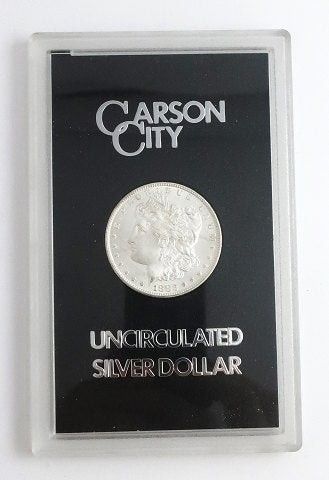 CARSON
CITY
UNCIRCULATED
SILVER DOLLAR